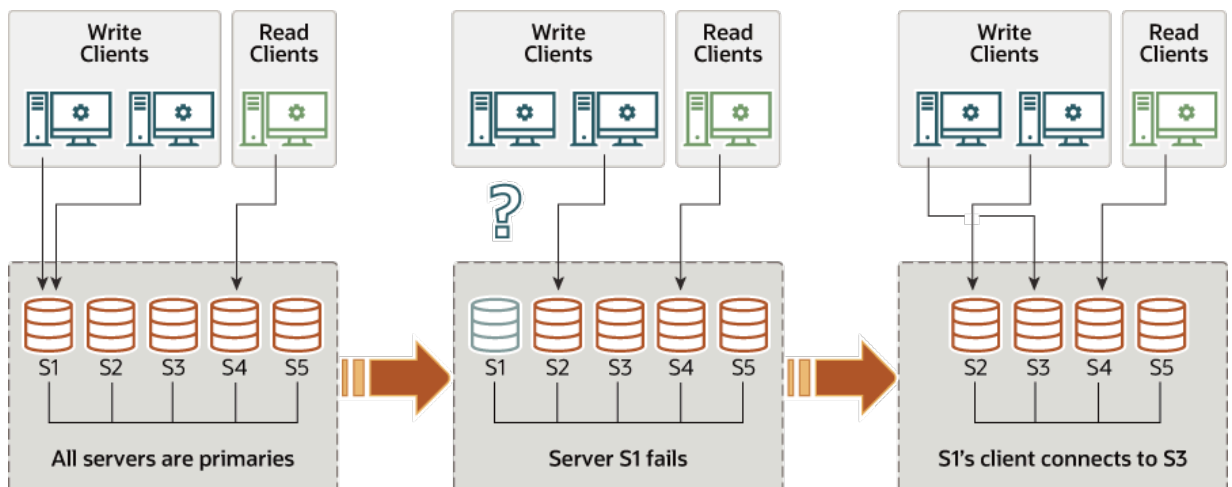 Write
Clients
Read
Clients
S1
S2
S3
S4
S5
All servers are primaries
Write
Clients
Read
Clients
?
S1
S2
S3
S4
S5
Server S1 fails
Write
Clients
Read
Clients
S2
S3
S4
S5
S1's client connects to S3